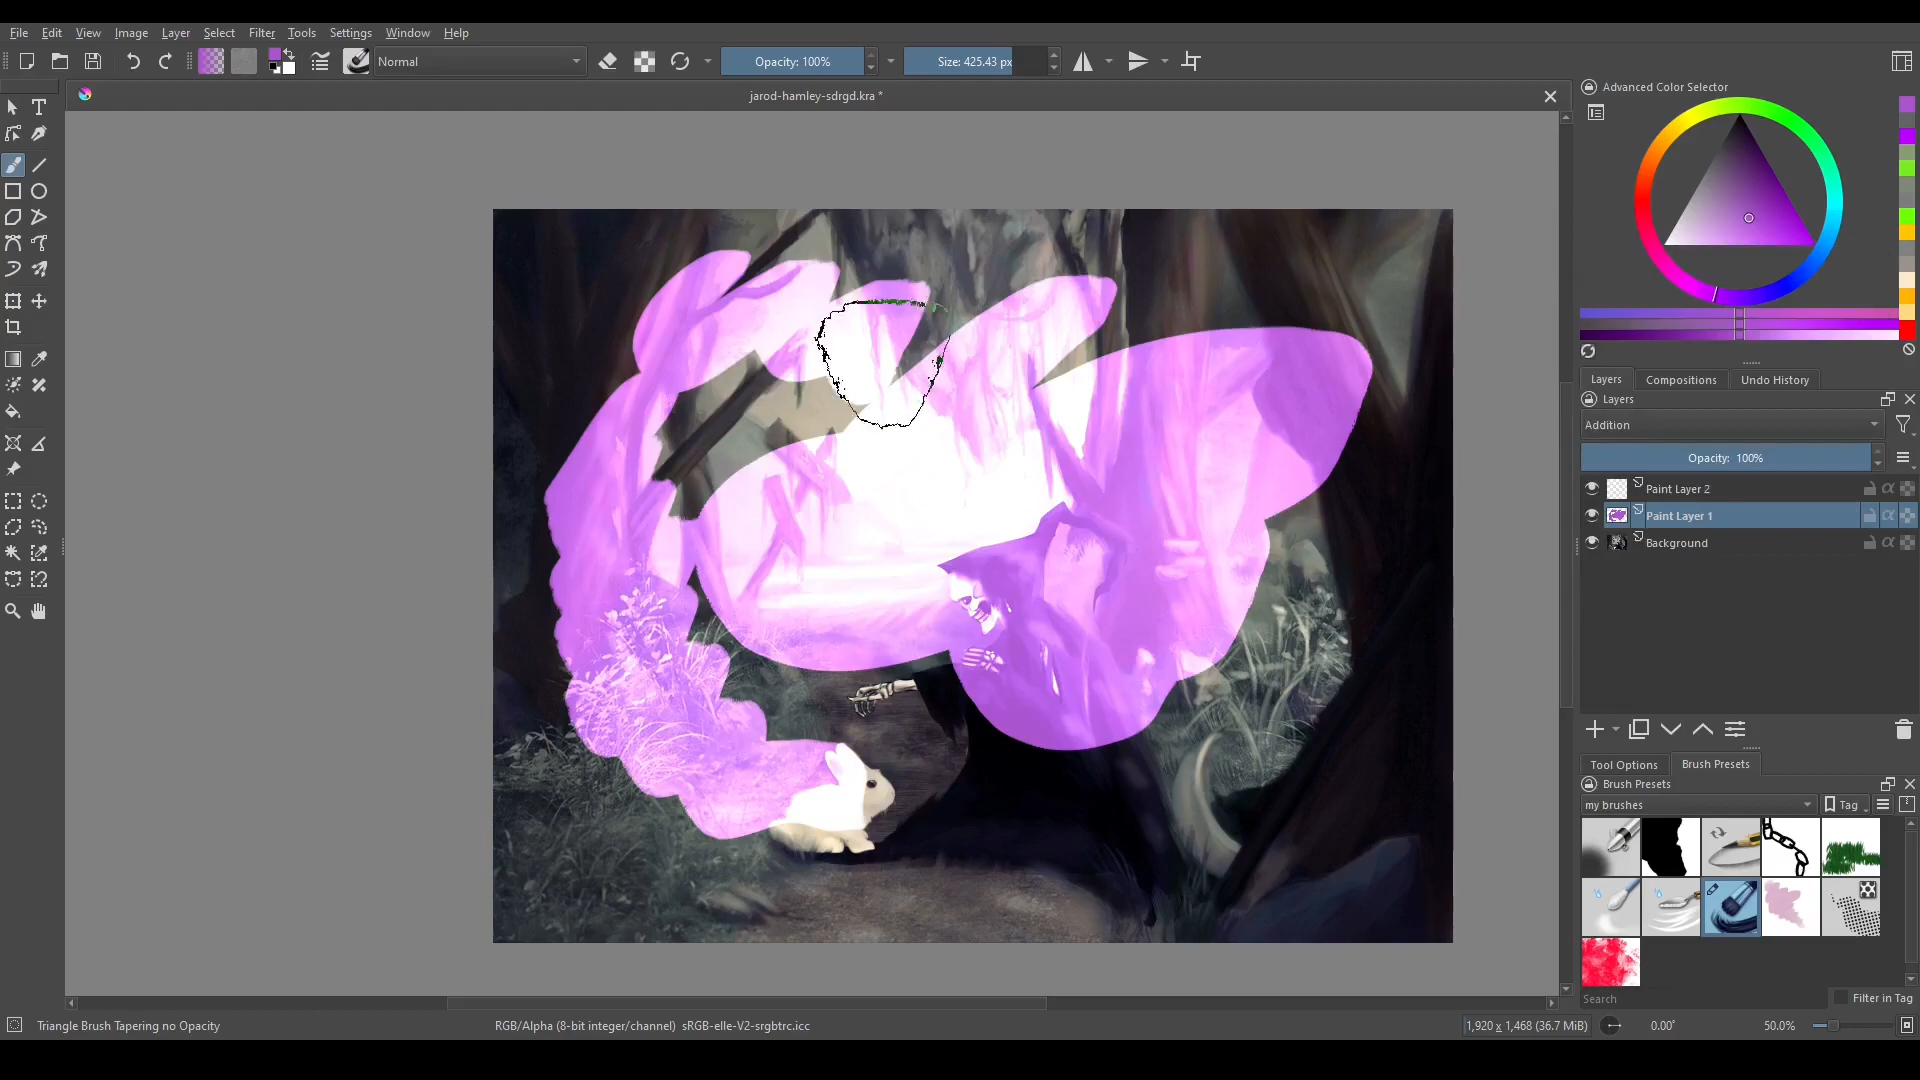 File Edit View Image Layer Select Filter Tools Settings Window Help
Normal Opacity: 100% Size: 425.43 px
jarod-hamley-sdrgd.kra *
Advanced Color Selector
Layers Compositions Undo History
Layers
Addition
Opacity: 100%
Paint Layer 2
Paint Layer 1
Background
Tool Options Brush Presets
Brush Presets
my brushes Tag
Search Filter in Tag
Triangle Brush Tapering no Opacity RGB/Alpha (8-bit integer/channel) sRGB-elle-V2-srgbtrc.icc 1,920 x 1,468 (36.7 MiB) 0.00° 50.0%